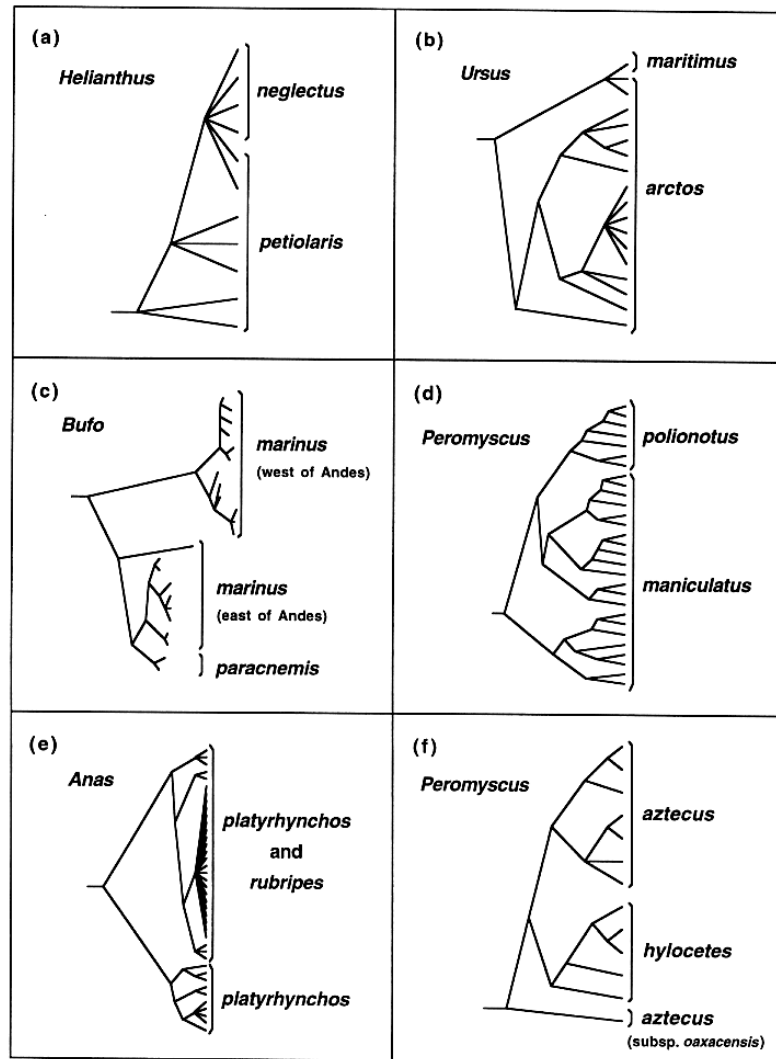 (a)
Helianthus
neglectus
petiolaris
(b)
Ursus
maritimus
arctos
(c)
Bufo
marinus
(west of Andes)
marinus
(east of Andes)
paracnemis
(d)
Peromyscus
polionotus
maniculatus
(e)
Anas
platyrhynchos
and
rubripes
platyrhynchos
(f)
Peromyscus
aztecus
hylocetes
aztecus
(subsp. oaxacensis)